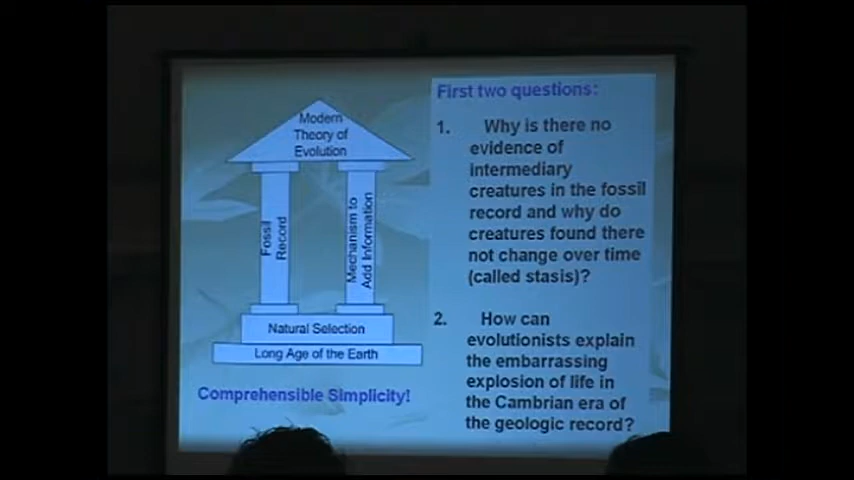 Modern
Theory of
Evolution
Fossil
Record
Mechanism to
Add Information
Natural Selection
Long Age of the Earth
Comprehensible Simplicity!
First two questions:
1. Why is there no
evidence of
intermediary
creatures in the fossil
record and why do
creatures found there
not change over time
(called stasis)?
2. How can
evolutionists explain
the embarrassing
explosion of life in
the Cambrian era of
the geologic record?